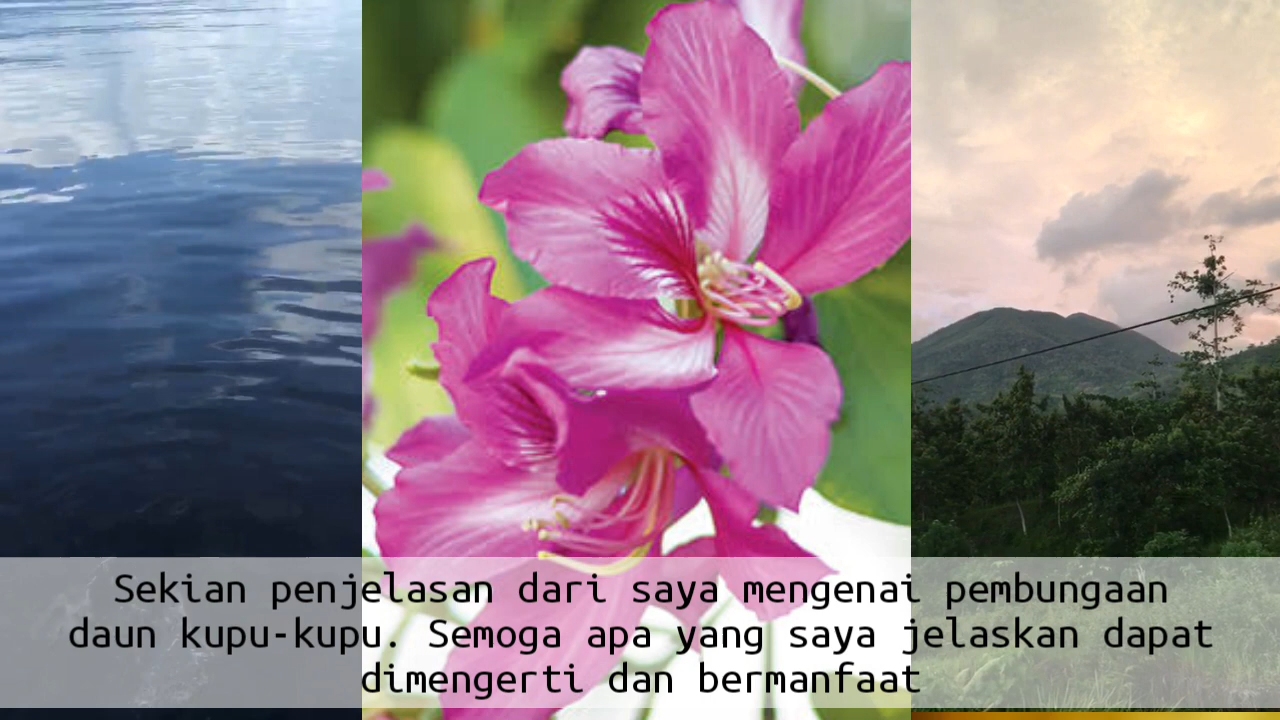 Sekian penjelasan dari saya mengenai pembungaan
daun kupu-kupu. Semoga apa yang saya jelaskan dapat
dimengerti dan bermanfaat